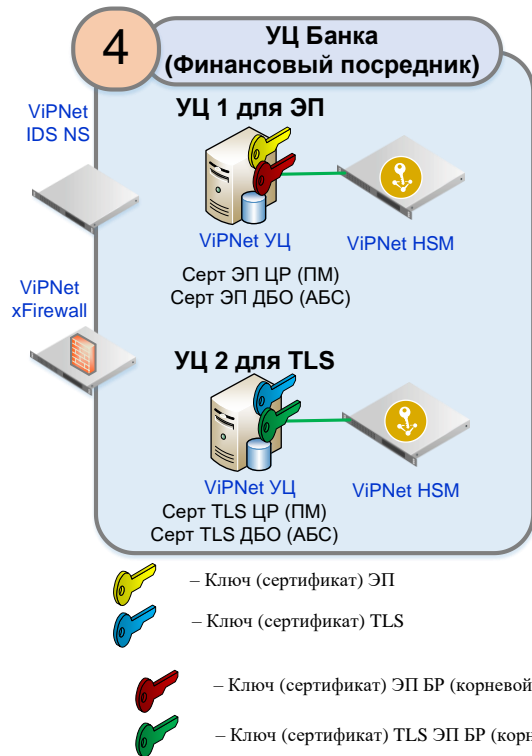 4
УЦ Банка
(Финансовый посредник)
ViPNet
IDS NS
УЦ 1 для ЭП
ViPNet УЦ
ViPNet HSM
Серт ЭП ЦР (ПМ)
Серт ЭП ДБО (АБС)
ViPNet
xFirewall
УЦ 2 для TLS
ViPNet УЦ
ViPNet HSM
Серт TLS ЦР (ПМ)
Серт TLS ДБО (АБС)
– Ключ (сертификат) ЭП
– Ключ (сертификат) TLS
– Ключ (сертификат) ЭП БР (корневой
– Ключ (сертификат) TLS ЭП БР (корн